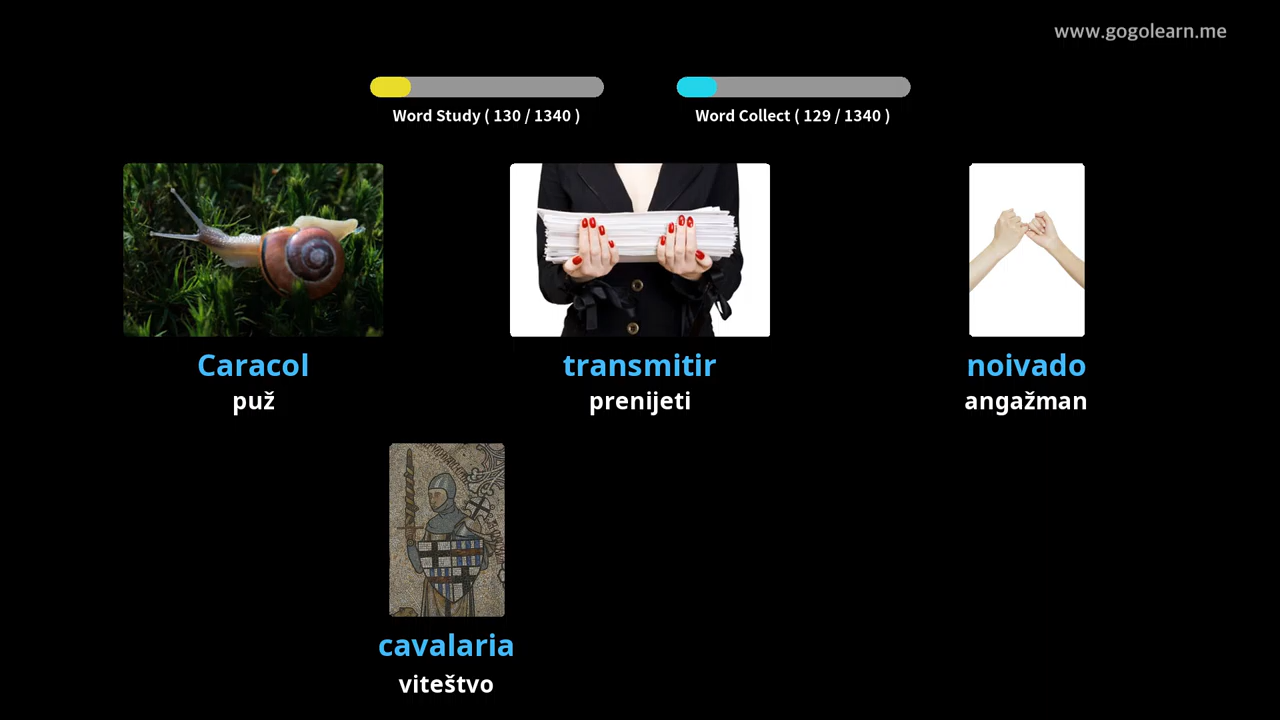 www.gogolearn.me
Word Study ( 130 / 1340 )
Word Collect ( 129 / 1340 )
Caracol
puž
transmitir
prenijeti
noivado
angažman
cavalaria
viteštvo